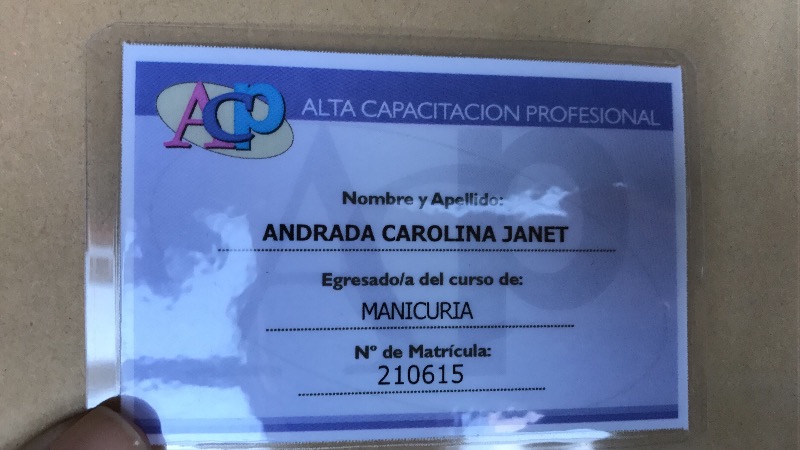 ACP ALTA CAPACITACION PROFESIONAL
Nombre y Apellido:
ANDRADA CAROLINA JANET
Egresado/a del curso de:
MANICURIA
Nº de Matrícula:
210615